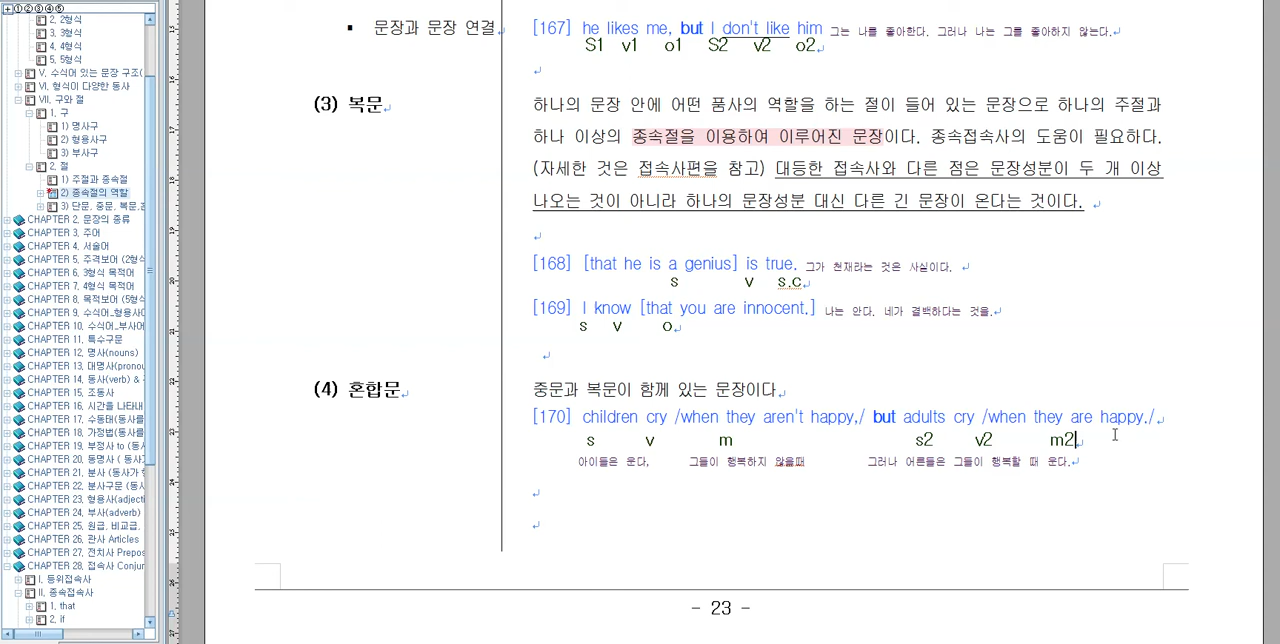 2, 2형식
3, 3형식
4, 4형식
5, 5형식
V, 수식어 있는 문장 구조(
VI, 형식이 다양한 동사
VII, 구와 절
1, 구
1) 명사구
2) 형용사구
3) 부사구
2, 절
1) 주절과 종속절
2) 종속절의 역할
3) 단문, 중문, 복문,
CHAPTER 2, 문장의 종류
CHAPTER 3, 주어
CHAPTER 4, 서술어
CHAPTER 5, 주격보어 (2형식
CHAPTER 6, 3형식 목적어
CHAPTER 7, 4형식 목적어
CHAPTER 8, 목적보어 (5형식
CHAPTER 9, 수식어-형용사
CHAPTER 10, 수식어-부사어
CHAPTER 11, 특수구문
CHAPTER 12, 명사(nouns)
CHAPTER 13, 대명사(pronou
CHAPTER 14, 동사(verb) &
CHAPTER 15, 조동사
CHAPTER 16, 시간을 나타내
CHAPTER 17, 수동태(동사를
CHAPTER 18, 가정법(동사를
CHAPTER 19, 부정사 to (동사
CHAPTER 20, 동명사 ( 동사
CHAPTER 21, 분사 (동사가
CHAPTER 22, 분사구문 (동사
CHAPTER 23, 형용사(adjecti
CHAPTER 24, 부사(adverb)
CHAPTER 25, 원급, 비교급,
CHAPTER 26, 관사 Articles
CHAPTER 27, 전치사 Prepos
CHAPTER 28, 접속사 Conjun
I, 등위접속사
II, 종속접속사
1, that
2, if
▪ 문장과 문장 연결
[167] he likes me, but I don't like him 그는 나를 좋아한다. 그러나 나는 그를 좋아하지 않는다.
S1 v1 o1 S2 v2 o2
(3) 복문
하나의 문장 안에 어떤 품사의 역할을 하는 절이 들어 있는 문장으로 하나의 주절과
하나 이상의 종속절을 이용하여 이루어진 문장이다. 종속접속사의 도움이 필요하다.
(자세한 것은 접속사편을 참고) 대등한 접속사와 다른 점은 문장성분이 두 개 이상
나오는 것이 아니라 하나의 문장성분 대신 다른 긴 문장이 온다는 것이다.
[168] [that he is a genius] is true. 그가 천재라는 것은 사실이다.
s v s.c
[169] I know [that you are innocent.] 나는 안다. 네가 결백하다는 것을.
s v o
(4) 혼합문
중문과 복문이 함께 있는 문장이다.
[170] children cry /when they aren't happy,/ but adults cry /when they are happy./
s v m s2 v2 m2
아이들은 운다, 그들이 행복하지 않을때 그러나 어른들은 그들이 행복할 때 운다.
- 23 -